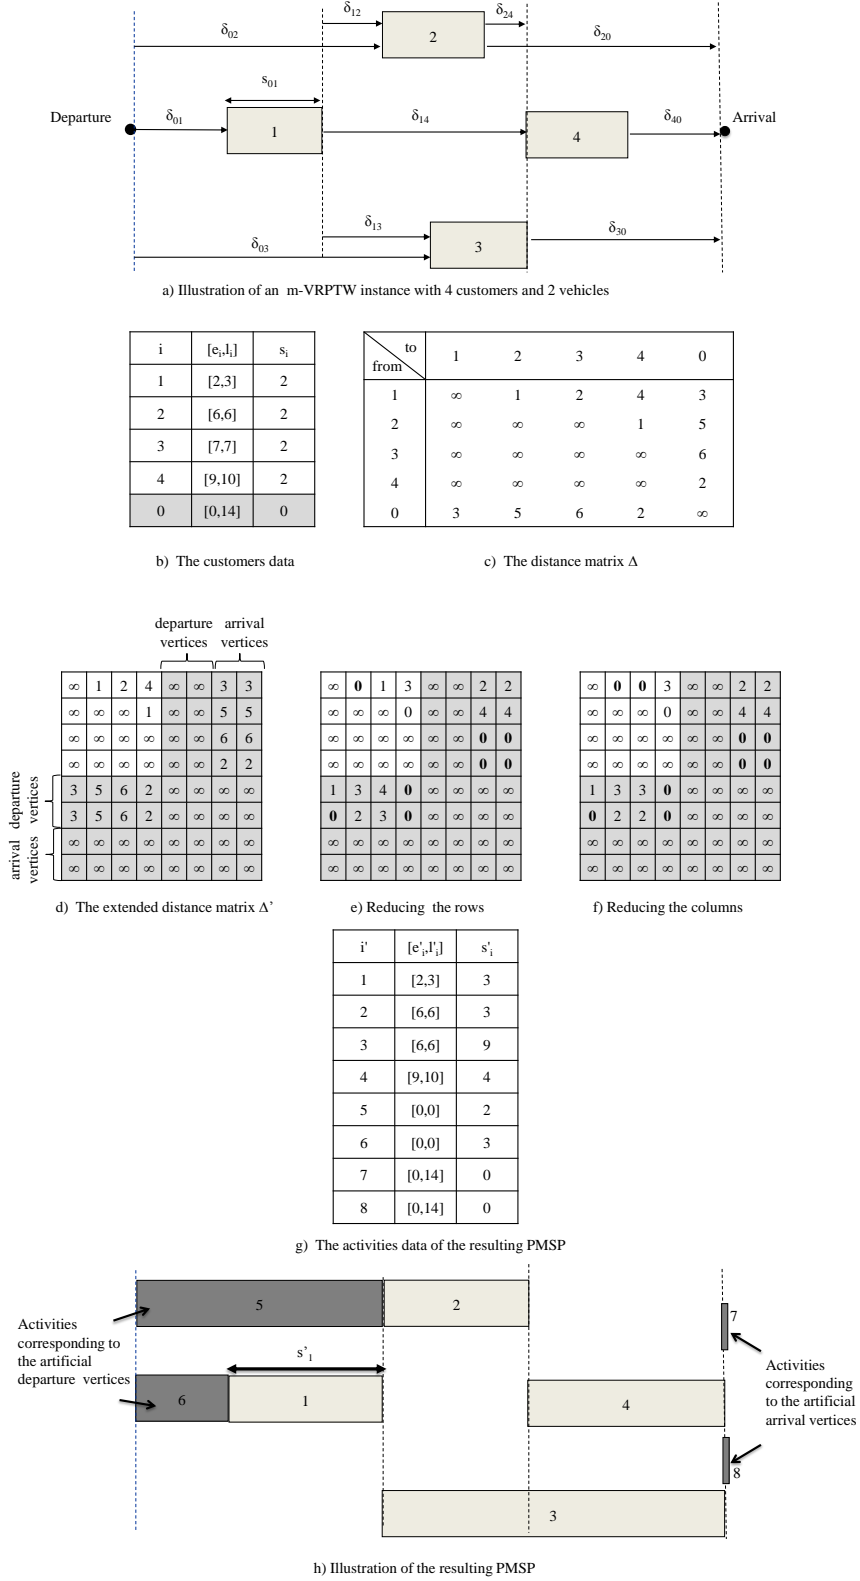 δ12 δ24
δ02 2 δ20
s01
Departure δ01 1 δ14 4 δ40 Arrival
δ13 δ30
δ03 3
a) Illustration of an m-VRPTW instance with 4 customers and 2 vehicles
i [ei,li] si
1 [2,3] 2
2 [6,6] 2
3 [7,7] 2
4 [9,10] 2
0 [0,14] 0
b) The customers data
to
from 1 2 3 4 0
1 ∞ 1 2 4 3
2 ∞ ∞ ∞ 1 5
3 ∞ ∞ ∞ ∞ 6
4 ∞ ∞ ∞ ∞ 2
0 3 5 6 2 ∞
c) The distance matrix Δ
departure vertices
arrival vertices
departure vertices
arrival vertices
∞ 1 2 4 ∞ ∞ 3 3
∞ ∞ ∞ 1 ∞ ∞ 5 5
∞ ∞ ∞ ∞ ∞ ∞ 6 6
∞ ∞ ∞ ∞ ∞ ∞ 2 2
3 5 6 2 ∞ ∞ ∞ ∞
3 5 6 2 ∞ ∞ ∞ ∞
∞ ∞ ∞ ∞ ∞ ∞ ∞ ∞
∞ ∞ ∞ ∞ ∞ ∞ ∞ ∞
d) The extended distance matrix Δ’
∞ 0 1 3 ∞ ∞ 2 2
∞ ∞ ∞ 0 ∞ ∞ 4 4
∞ ∞ ∞ ∞ ∞ ∞ 0 0
∞ ∞ ∞ ∞ ∞ ∞ 0 0
1 3 4 0 ∞ ∞ ∞ ∞
0 2 3 0 ∞ ∞ ∞ ∞
∞ ∞ ∞ ∞ ∞ ∞ ∞ ∞
∞ ∞ ∞ ∞ ∞ ∞ ∞ ∞
e) Reducing the rows
∞ 0 0 3 ∞ ∞ 2 2
∞ ∞ ∞ 0 ∞ ∞ 4 4
∞ ∞ ∞ ∞ ∞ ∞ 0 0
∞ ∞ ∞ ∞ ∞ ∞ 0 0
1 3 3 0 ∞ ∞ ∞ ∞
0 2 2 0 ∞ ∞ ∞ ∞
∞ ∞ ∞ ∞ ∞ ∞ ∞ ∞
∞ ∞ ∞ ∞ ∞ ∞ ∞ ∞
f) Reducing the columns
i' [e'i,l'i] s'i
1 [2,3] 3
2 [6,6] 3
3 [6,6] 9
4 [9,10] 4
5 [0,0] 2
6 [0,0] 3
7 [0,14] 0
8 [0,14] 0
g) The activities data of the resulting PMSP
5 2 7
Activities
corresponding to
the artificial
departure vertices
s’1
6 1 4
Activities
corresponding
to the artificial
arrival vertices
8
3
h) Illustration of the resulting PMSP